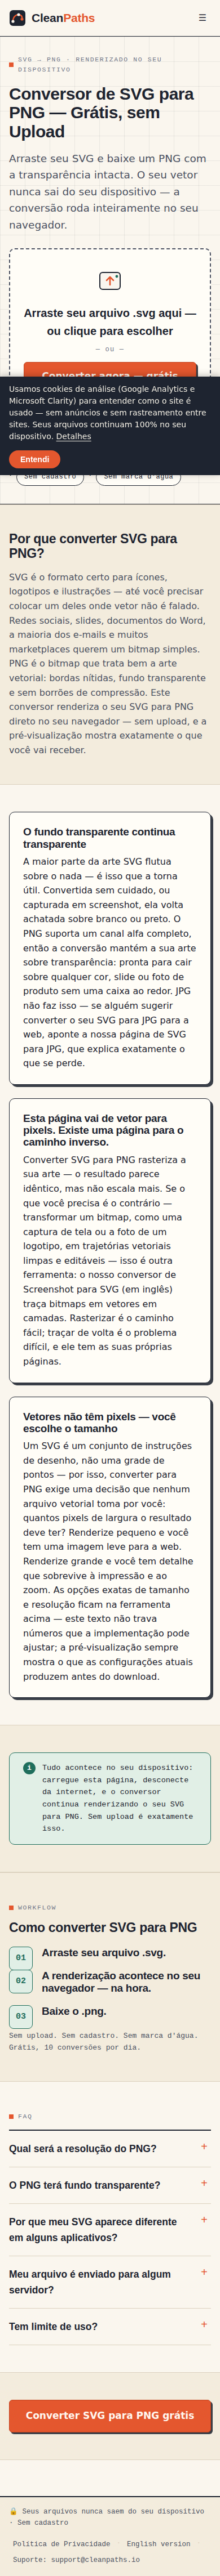 CleanPaths
☰
SVG → PNG · RENDERIZADO NO SEU
DISPOSITIVO
Conversor de SVG para
PNG — Grátis, sem
Upload
Arraste seu SVG e baixe um PNG com
a transparência intacta. O seu vetor
nunca sai do seu dispositivo — a
conversão roda inteiramente no seu
navegador.
Arraste seu arquivo .svg aqui —
ou clique para escolher
— ou —
Converter agora — grátis
Usamos cookies de análise (Google Analytics e
Microsoft Clarity) para entender como o site é
usado — sem anúncios e sem rastreamento entre
sites. Seus arquivos continuam 100% no seu
dispositivo. Detalhes
Entendi
Sem cadastro
Sem marca d'água
Por que converter SVG para
PNG?
SVG é o formato certo para ícones,
logotipos e ilustrações — até você precisar
colocar um deles onde vetor não é falado.
Redes sociais, slides, documentos do Word,
a maioria dos e-mails e muitos
marketplaces querem um bitmap simples.
PNG é o bitmap que trata bem a arte
vetorial: bordas nítidas, fundo transparente
e sem borrões de compressão. Este
conversor renderiza o seu SVG para PNG
direto no seu navegador — sem upload, e a
pré-visualização mostra exatamente o que
você vai receber.
O fundo transparente continua
transparente
A maior parte da arte SVG flutua
sobre o nada — é isso que a torna
útil. Convertida sem cuidado, ou
capturada em screenshot, ela volta
achatada sobre branco ou preto. O
PNG suporta um canal alfa completo,
então a conversão mantém a sua arte
sobre transparência: pronta para cair
sobre qualquer cor, slide ou foto de
produto sem uma caixa ao redor. JPG
não faz isso — se alguém sugerir
converter o seu SVG para JPG para a
web, aponte a nossa página de SVG
para JPG, que explica exatamente o
que se perde.
Esta página vai de vetor para
pixels. Existe uma página para o
caminho inverso.
Converter SVG para PNG rasteriza a
sua arte — o resultado parece
idêntico, mas não escala mais. Se o
que você precisa é o contrário —
transformar um bitmap, como uma
captura de tela ou a foto de um
logotipo, em trajetórias vetoriais
limpas e editáveis — isso é outra
ferramenta: o nosso conversor de
Screenshot para SVG (em inglês)
traça bitmaps em vetores em
camadas. Rasterizar é o caminho
fácil; traçar de volta é o problema
difícil, e ele tem as suas próprias
páginas.
Vetores não têm pixels — você
escolhe o tamanho
Um SVG é um conjunto de instruções
de desenho, não uma grade de
pontos — por isso, converter para
PNG exige uma decisão que nenhum
arquivo vetorial toma por você:
quantos pixels de largura o resultado
deve ter? Renderize pequeno e você
tem uma imagem leve para a web.
Renderize grande e você tem detalhe
que sobrevive à impressão e ao
zoom. As opções exatas de tamanho
e resolução ficam na ferramenta
acima — este texto não trava
números que a implementação pode
ajustar; a pré-visualização sempre
mostra o que as configurações atuais
produzem antes do download.
i
Tudo acontece no seu dispositivo:
carregue esta página, desconecte
da internet, e o conversor
continua renderizando o seu SVG
para PNG. Sem upload é exatamente
isso.
WORKFLOW
Como converter SVG para PNG
01
Arraste seu arquivo .svg.
02
A renderização acontece no seu
navegador — na hora.
03
Baixe o .png.
Sem upload. Sem cadastro. Sem marca d'água.
Grátis, 10 conversões por dia.
FAQ
Qual será a resolução do PNG? +
O PNG terá fundo transparente? +
Por que meu SVG aparece diferente +
em alguns aplicativos?
Meu arquivo é enviado para algum +
servidor?
Tem limite de uso? +
Converter SVG para PNG grátis
🔒 Seus arquivos nunca saem do seu dispositivo
· Sem cadastro
Política de Privacidade English version
Suporte: support@cleanpaths.io